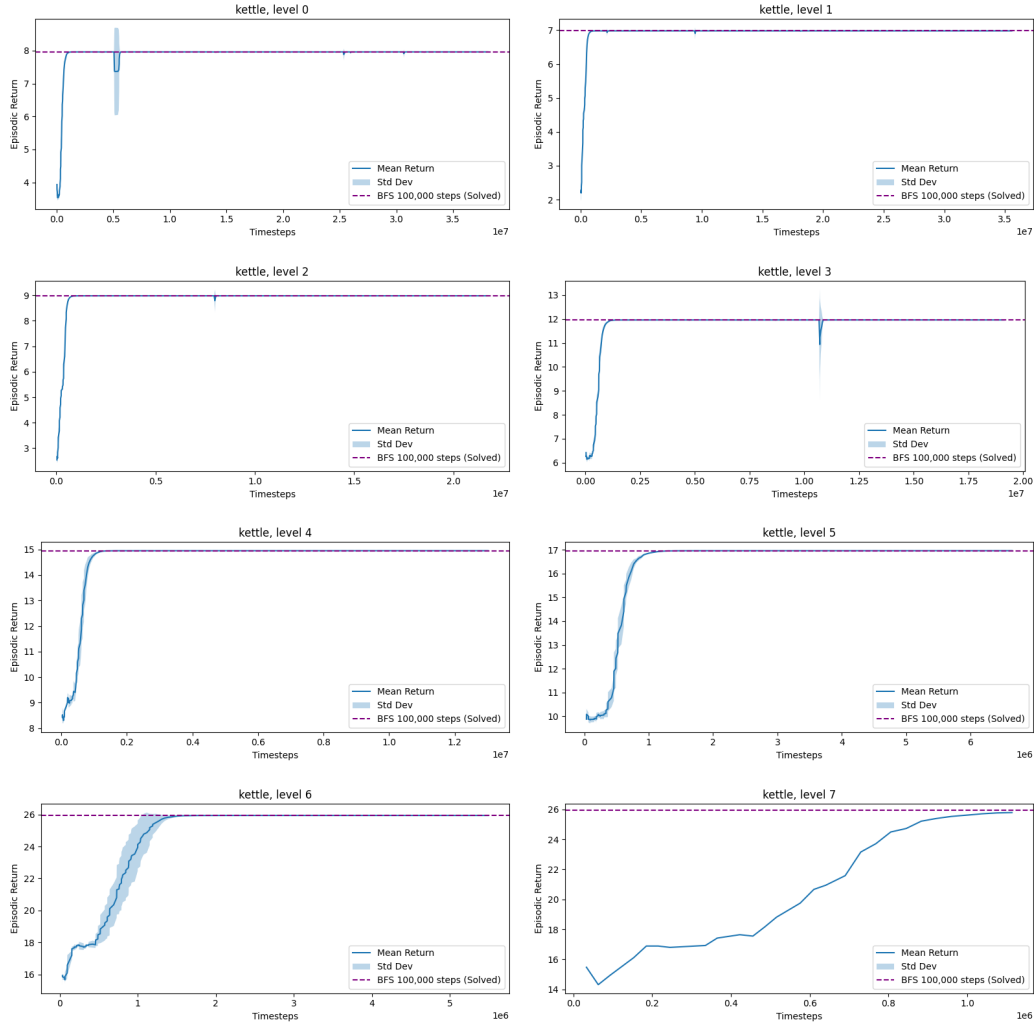 kettle, level 0
Episodic Return
8
7
6
5
4
Mean Return
Std Dev
BFS 100,000 steps (Solved)
0.0 0.5 1.0 1.5 2.0 2.5 3.0 3.5
Timesteps
1e7
kettle, level 1
Episodic Return
7
6
5
4
3
2
Mean Return
Std Dev
BFS 100,000 steps (Solved)
0.0 0.5 1.0 1.5 2.0 2.5 3.0 3.5
Timesteps
1e7
kettle, level 2
Episodic Return
9
8
7
6
5
4
3
Mean Return
Std Dev
BFS 100,000 steps (Solved)
0.0 0.5 1.0 1.5 2.0
Timesteps
1e7
kettle, level 3
Episodic Return
13
12
11
10
9
8
7
6
Mean Return
Std Dev
BFS 100,000 steps (Solved)
0.00 0.25 0.50 0.75 1.00 1.25 1.50 1.75 2.00
Timesteps
1e7
kettle, level 4
Episodic Return
15
14
13
12
11
10
9
8
Mean Return
Std Dev
BFS 100,000 steps (Solved)
0.0 0.2 0.4 0.6 0.8 1.0 1.2
Timesteps
1e7
kettle, level 5
Episodic Return
17
16
15
14
13
12
11
10
Mean Return
Std Dev
BFS 100,000 steps (Solved)
0 1 2 3 4 5 6
Timesteps
1e6
kettle, level 6
Episodic Return
26
24
22
20
18
16
Mean Return
Std Dev
BFS 100,000 steps (Solved)
0 1 2 3 4 5
Timesteps
1e6
kettle, level 7
Episodic Return
26
24
22
20
18
16
14
Mean Return
Std Dev
BFS 100,000 steps (Solved)
0.0 0.2 0.4 0.6 0.8 1.0
Timesteps
1e6